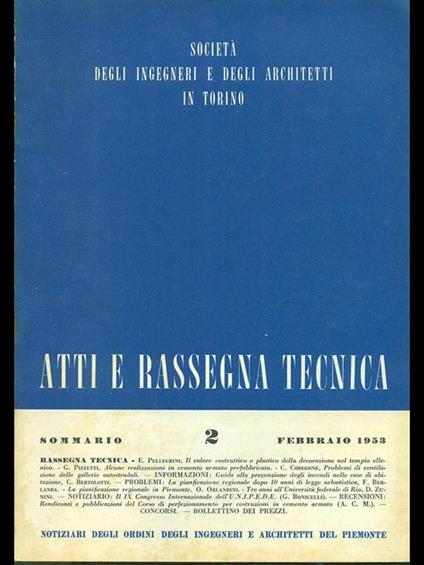 SOCIETÀ
DEGLI INGEGNERI E DEGLI ARCHITETTI
IN TORINO
ATTI E RASSEGNA TECNICA
SOMMARIO 2 FEBBRAIO 1953
RASSEGNA TECNICA - E. PELLEGRINI, Il valore costruttivo e plastico della decorazione nel tempio elle-
nico. - G. PIZZETTI, Alcune realizzazioni in cemento armato prefabbricato. - C. CODEGONE, Problemi di ventila-
zione delle gallerie autostradali. — INFORMAZIONI: Guida alla prevenzione degli incendi nelle case di abi-
tazione, C. BERTOLOTTI. — PROBLEMI: La pianificazione regionale dopo 10 anni di legge urbanistica, F. BER-
LANDA. - La pianificazione regionale in Piemonte, O. ORLANDINI. - Tre anni all'Università federale di Rio, D. ZU-
NINI. — NOTIZIARIO: Il IX Congresso Internazionale dell'U.N.I.P.E.D.E. (G. BONICELLI). — RECENSIONI:
Rendiconti e pubblicazioni del Corso di perfezionamento per costruzioni in cemento armato (A. C. M.). —
CONCORSI. — BOLLETTINO DEI PREZZI.
NOTIZIARI DEGLI ORDINI DEGLI INGEGNERI E ARCHITETTI DEL PIEMONTE